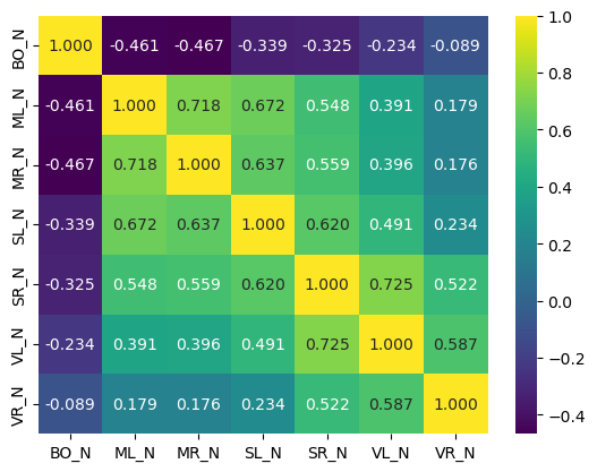 BO_N 1.000 -0.461 -0.467 -0.339 -0.325 -0.234 -0.089
ML_N -0.461 1.000 0.718 0.672 0.548 0.391 0.179
MR_N -0.467 0.718 1.000 0.637 0.559 0.396 0.176
SL_N -0.339 0.672 0.637 1.000 0.620 0.491 0.234
SR_N -0.325 0.548 0.559 0.620 1.000 0.725 0.522
VL_N -0.234 0.391 0.396 0.491 0.725 1.000 0.587
VR_N -0.089 0.179 0.176 0.234 0.522 0.587 1.000
BO_N ML_N MR_N SL_N SR_N VL_N VR_N
1.0
0.8
0.6
0.4
0.2
0.0
−0.2
−0.4